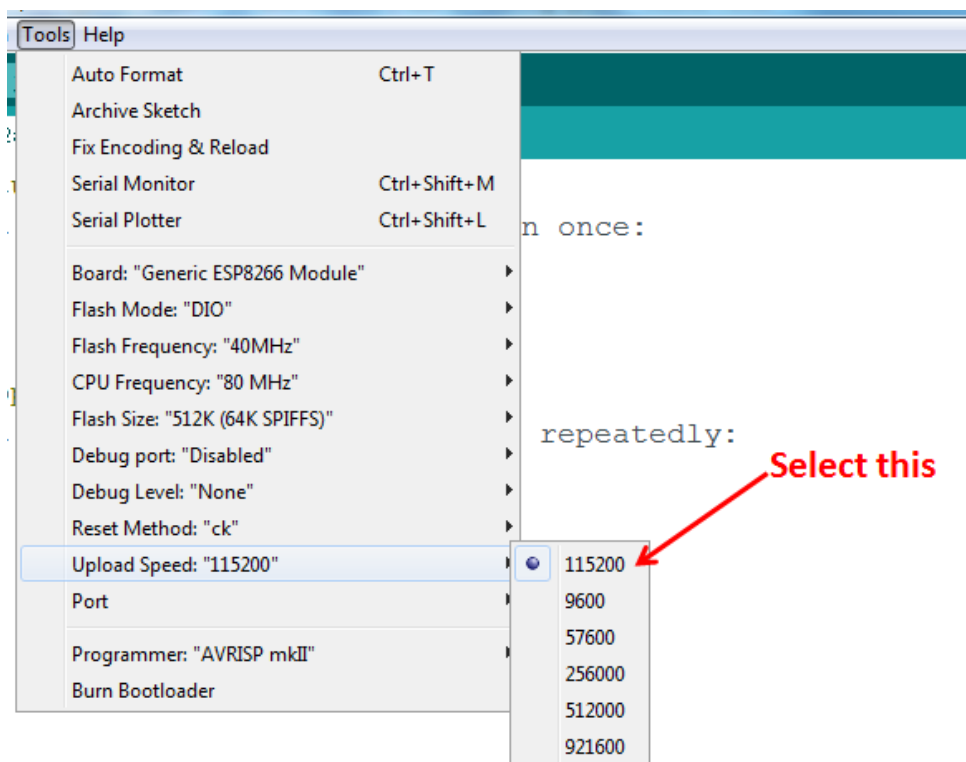 Tools Help
Auto Format Ctrl+T
Archive Sketch
Fix Encoding & Reload
Serial Monitor Ctrl+Shift+M
Serial Plotter Ctrl+Shift+L
n once:
Board: "Generic ESP8266 Module"
Flash Mode: "DIO"
Flash Frequency: "40MHz"
CPU Frequency: "80 MHz"
Flash Size: "512K (64K SPIFFS)"
repeatedly:
Debug port: "Disabled"
Select this
Debug Level: "None"
Reset Method: "ck"
Upload Speed: "115200"
115200
Port
9600
57600
Programmer: "AVRISP mkII"
256000
Burn Bootloader
512000
921600